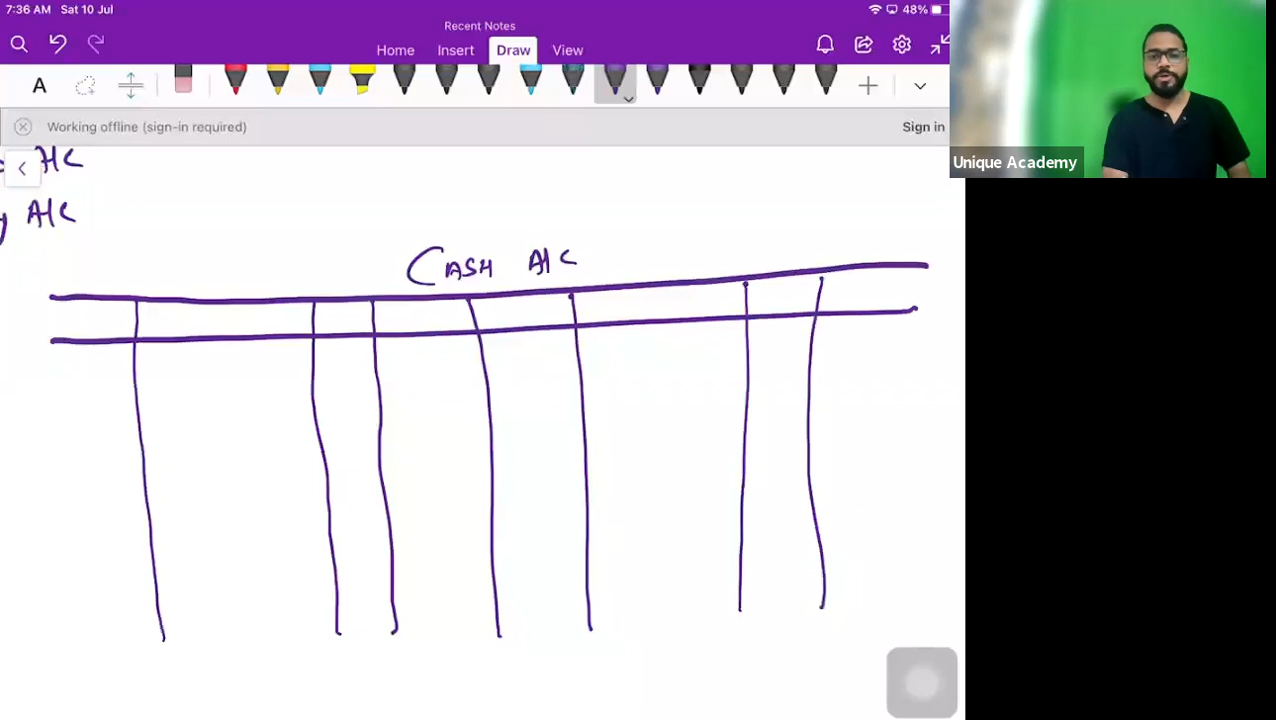 7:36 AM Sat 10 Jul
48%
Recent Notes
Home Insert Draw View
A
Working offline (sign-in required)
Sign in
Unique Academy
A/C
A/C
CASH A/C